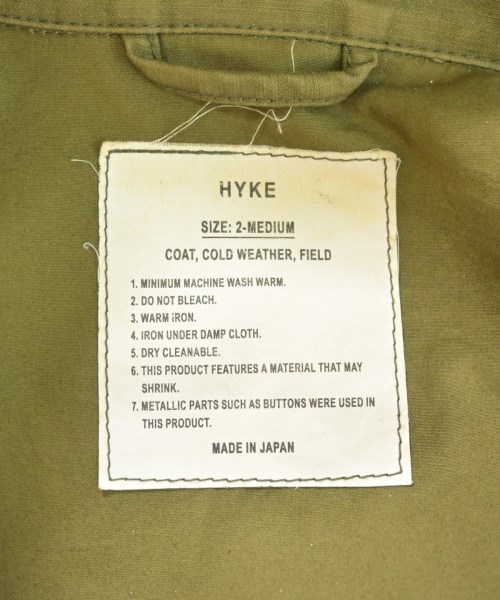 HYKE
SIZE: 2-MEDIUM
COAT, COLD WEATHER, FIELD
1. MINIMUM MACHINE WASH WARM.
2. DO NOT BLEACH.
3. WARM iRON.
4. IRON UNDER DAMP CLOTH.
5. DRY CLEANABLE.
6. THIS PRODUCT FEATURES A MATERIAL THAT MAY
SHRINK.
7. METALLIC PARTS SUCH AS BUTTONS WERE USED IN
THIS PRODUCT.
MADE IN JAPAN